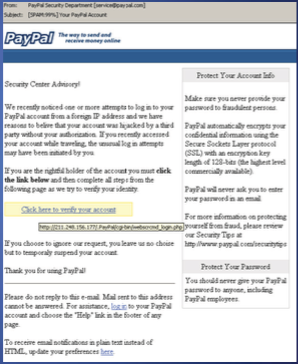 From: PayPal Security Department [service@paypal.com]
Subject: [SPAM:99%] Your PayPal Account
PayPal The way to send and
receive money online
Security Center Advisory!
We recently noticed one or more attempts to log in to your
PayPal account from a foreign IP address and we have
reasons to belive that your account was hijacked by a third
party without your authorization. If you recently accessed
your account while traveling, the unusual log in attempts
may have been initiated by you.
If you are the rightful holder of the account you must click
the link below and then complete all steps from the
following page as we try to verify your identity.
Click here to verify your account
http://211.248.156.177/.PayPal/cgi-bin/webscrcmd_login.php
If you choose to ignore our request, you leave us no choice
but to temporaly suspend your account.
Thank you for using PayPal!
Please do not reply to this e-mail. Mail sent to this address
cannot be answered. For assistance, log in to your PayPal
account and choose the "Help" link in the footer of any
page.
To receive email notifications in plain text instead of
HTML, update your preferences here.
Protect Your Account Info
Make sure you never provide your
password to fraudulent persons.
PayPal automatically encrypts your
confidential information using the
Secure Sockets Layer protocol
(SSL) with an encryption key
length of 128-bits (the highest level
commercially available).
PayPal will never ask you to enter
your password in an email.
For more information on protecting
yourself from fraud, please review
our Security Tips at
http://www.paypal.com/securitytips
Protect Your Password
You should never give your PayPal
password to anyone, including
PayPal employees.